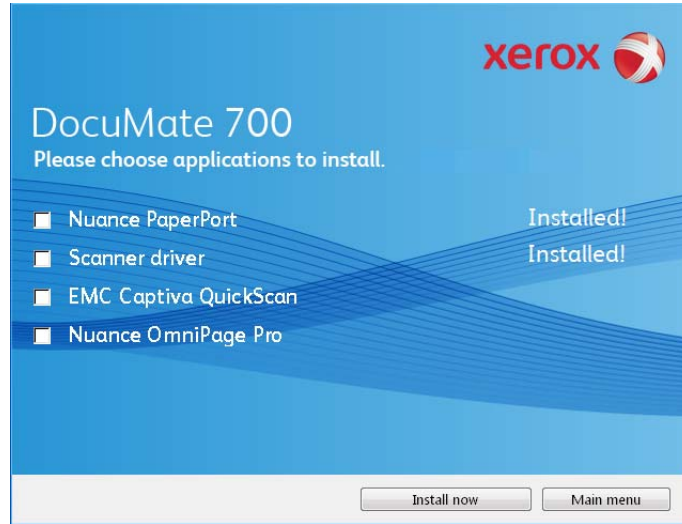 xerox
DocuMate 700
Please choose applications to install.
Nuance PaperPort Installed!
Scanner driver Installed!
EMC Captiva QuickScan
Nuance OmniPage Pro
Install now Main menu